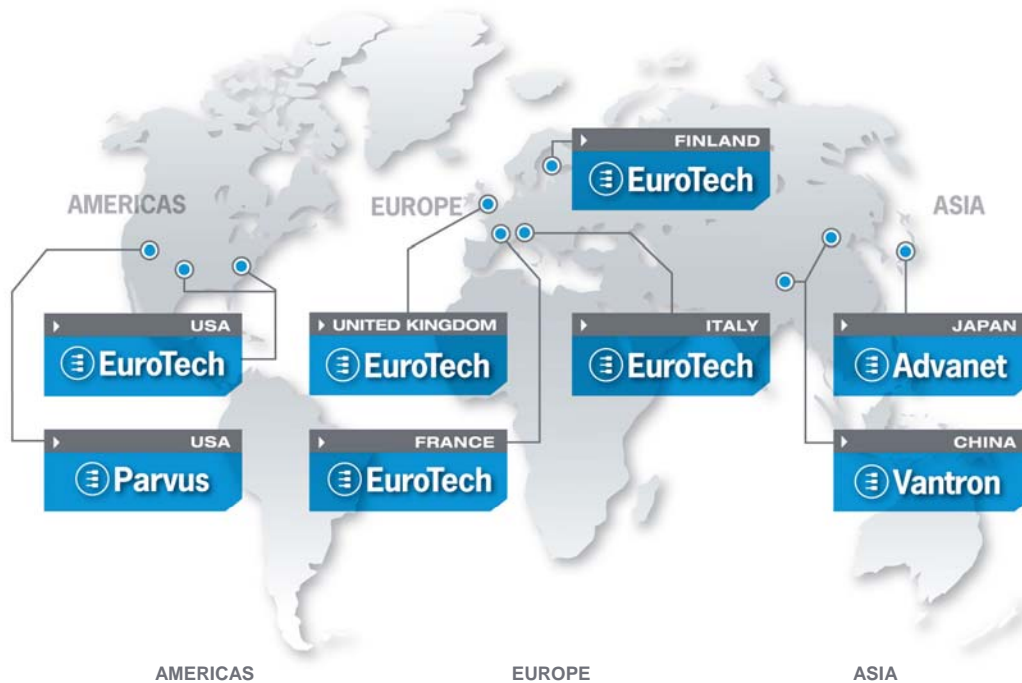 FINLAND
EuroTech
AMERICAS
EUROPE
ASIA
USA
EuroTech
UNITED KINGDOM
EuroTech
ITALY
EuroTech
JAPAN
Advanet
USA
Parvus
FRANCE
EuroTech
CHINA
Vantron
AMERICAS
EUROPE
ASIA